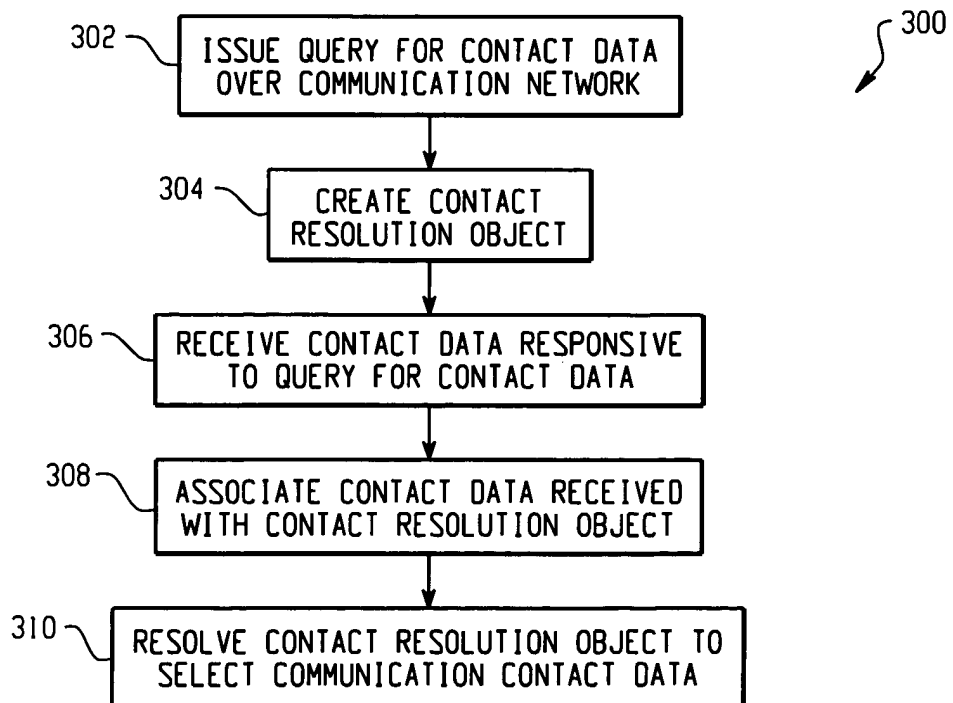 300
302
ISSUE QUERY FOR CONTACT DATA
OVER COMMUNICATION NETWORK
304
CREATE CONTACT
RESOLUTION OBJECT
306
RECEIVE CONTACT DATA RESPONSIVE
TO QUERY FOR CONTACT DATA
308
ASSOCIATE CONTACT DATA RECEIVED
WITH CONTACT RESOLUTION OBJECT
310
RESOLVE CONTACT RESOLUTION OBJECT TO
SELECT COMMUNICATION CONTACT DATA